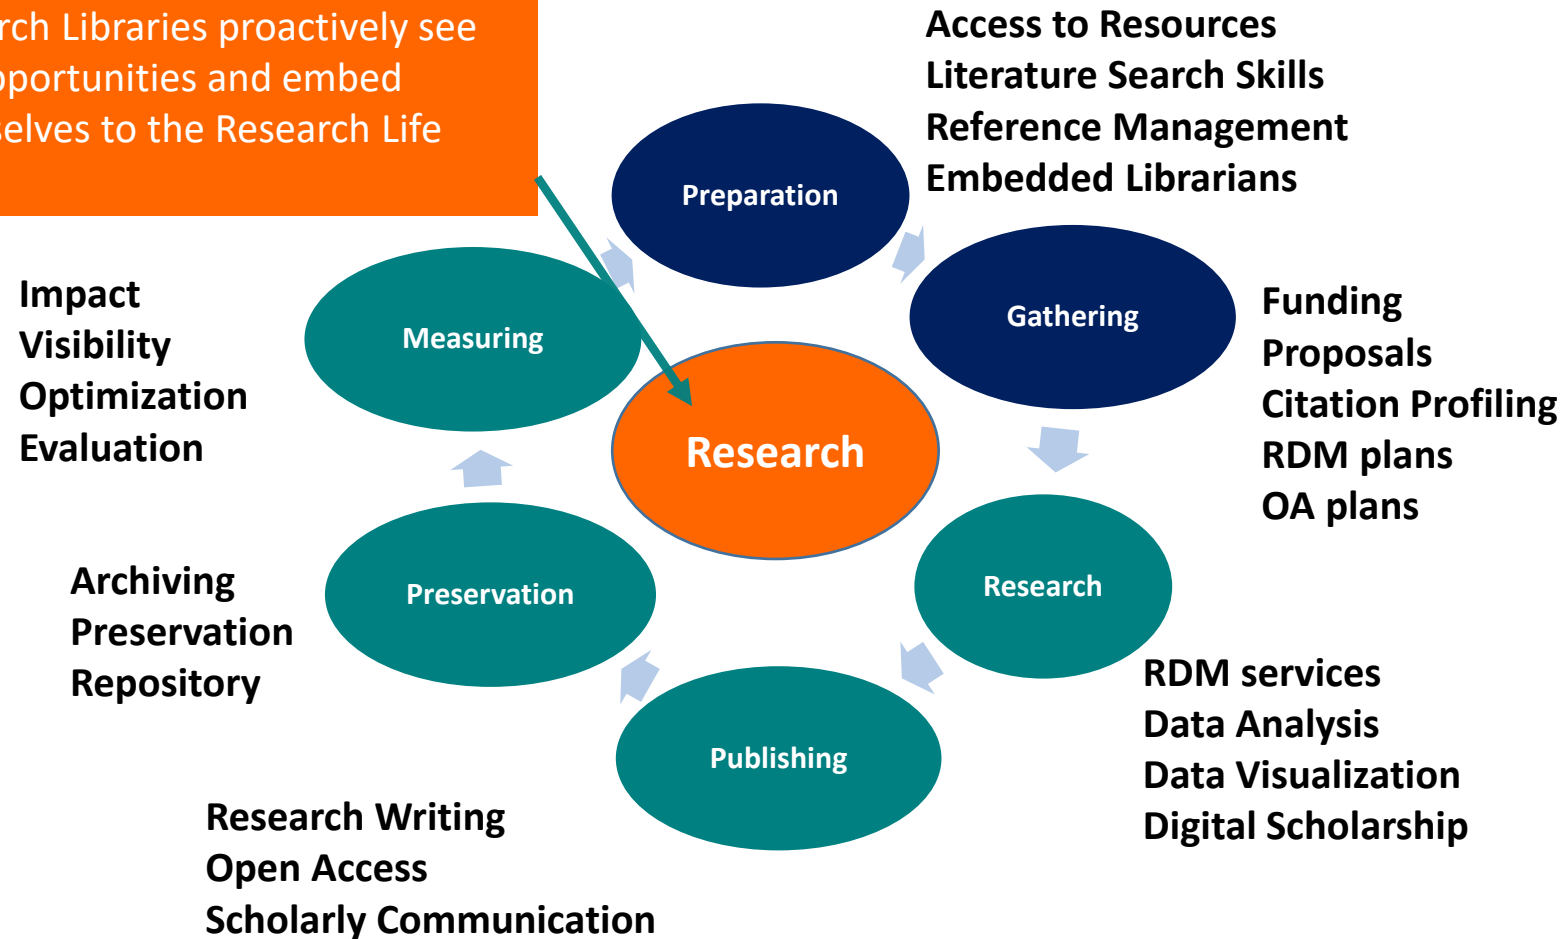 rch Libraries proactively see
pportunities and embed
selves to the Research Life
Access to Resources
Literature Search Skills
Reference Management
Embedded Librarians
Preparation
Gathering
Funding
Proposals
Citation Profiling
RDM plans
OA plans
Research
RDM services
Data Analysis
Data Visualization
Digital Scholarship
Publishing
Research Writing
Open Access
Scholarly Communication
Preservation
Archiving
Preservation
Repository
Measuring
Impact
Visibility
Optimization
Evaluation
Research